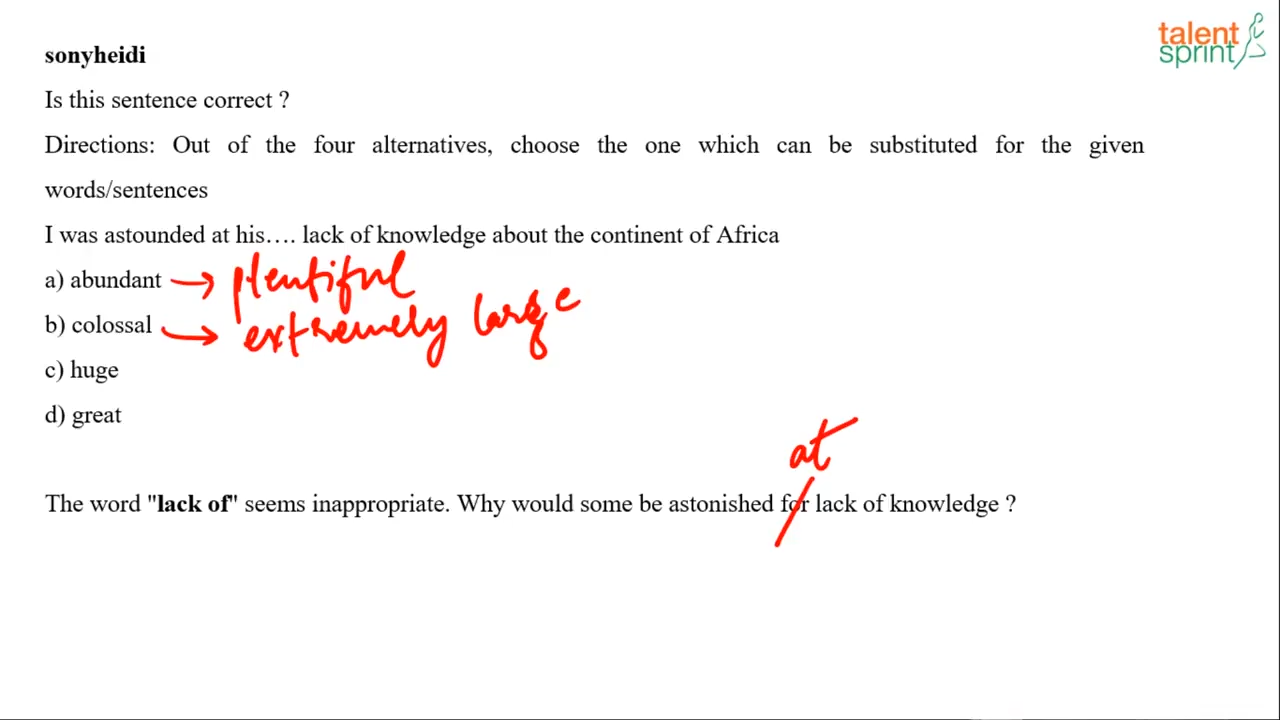 talent
sprint
sonyheidi
Is this sentence correct ?
Directions: Out of the four alternatives, choose the one which can be substituted for the given
words/sentences
I was astounded at his…. lack of knowledge about the continent of Africa
a) abundant → plentiful
b) colossal → extremely large
c) huge
d) great
at
The word "lack of" seems inappropriate. Why would some be astonished for lack of knowledge ?